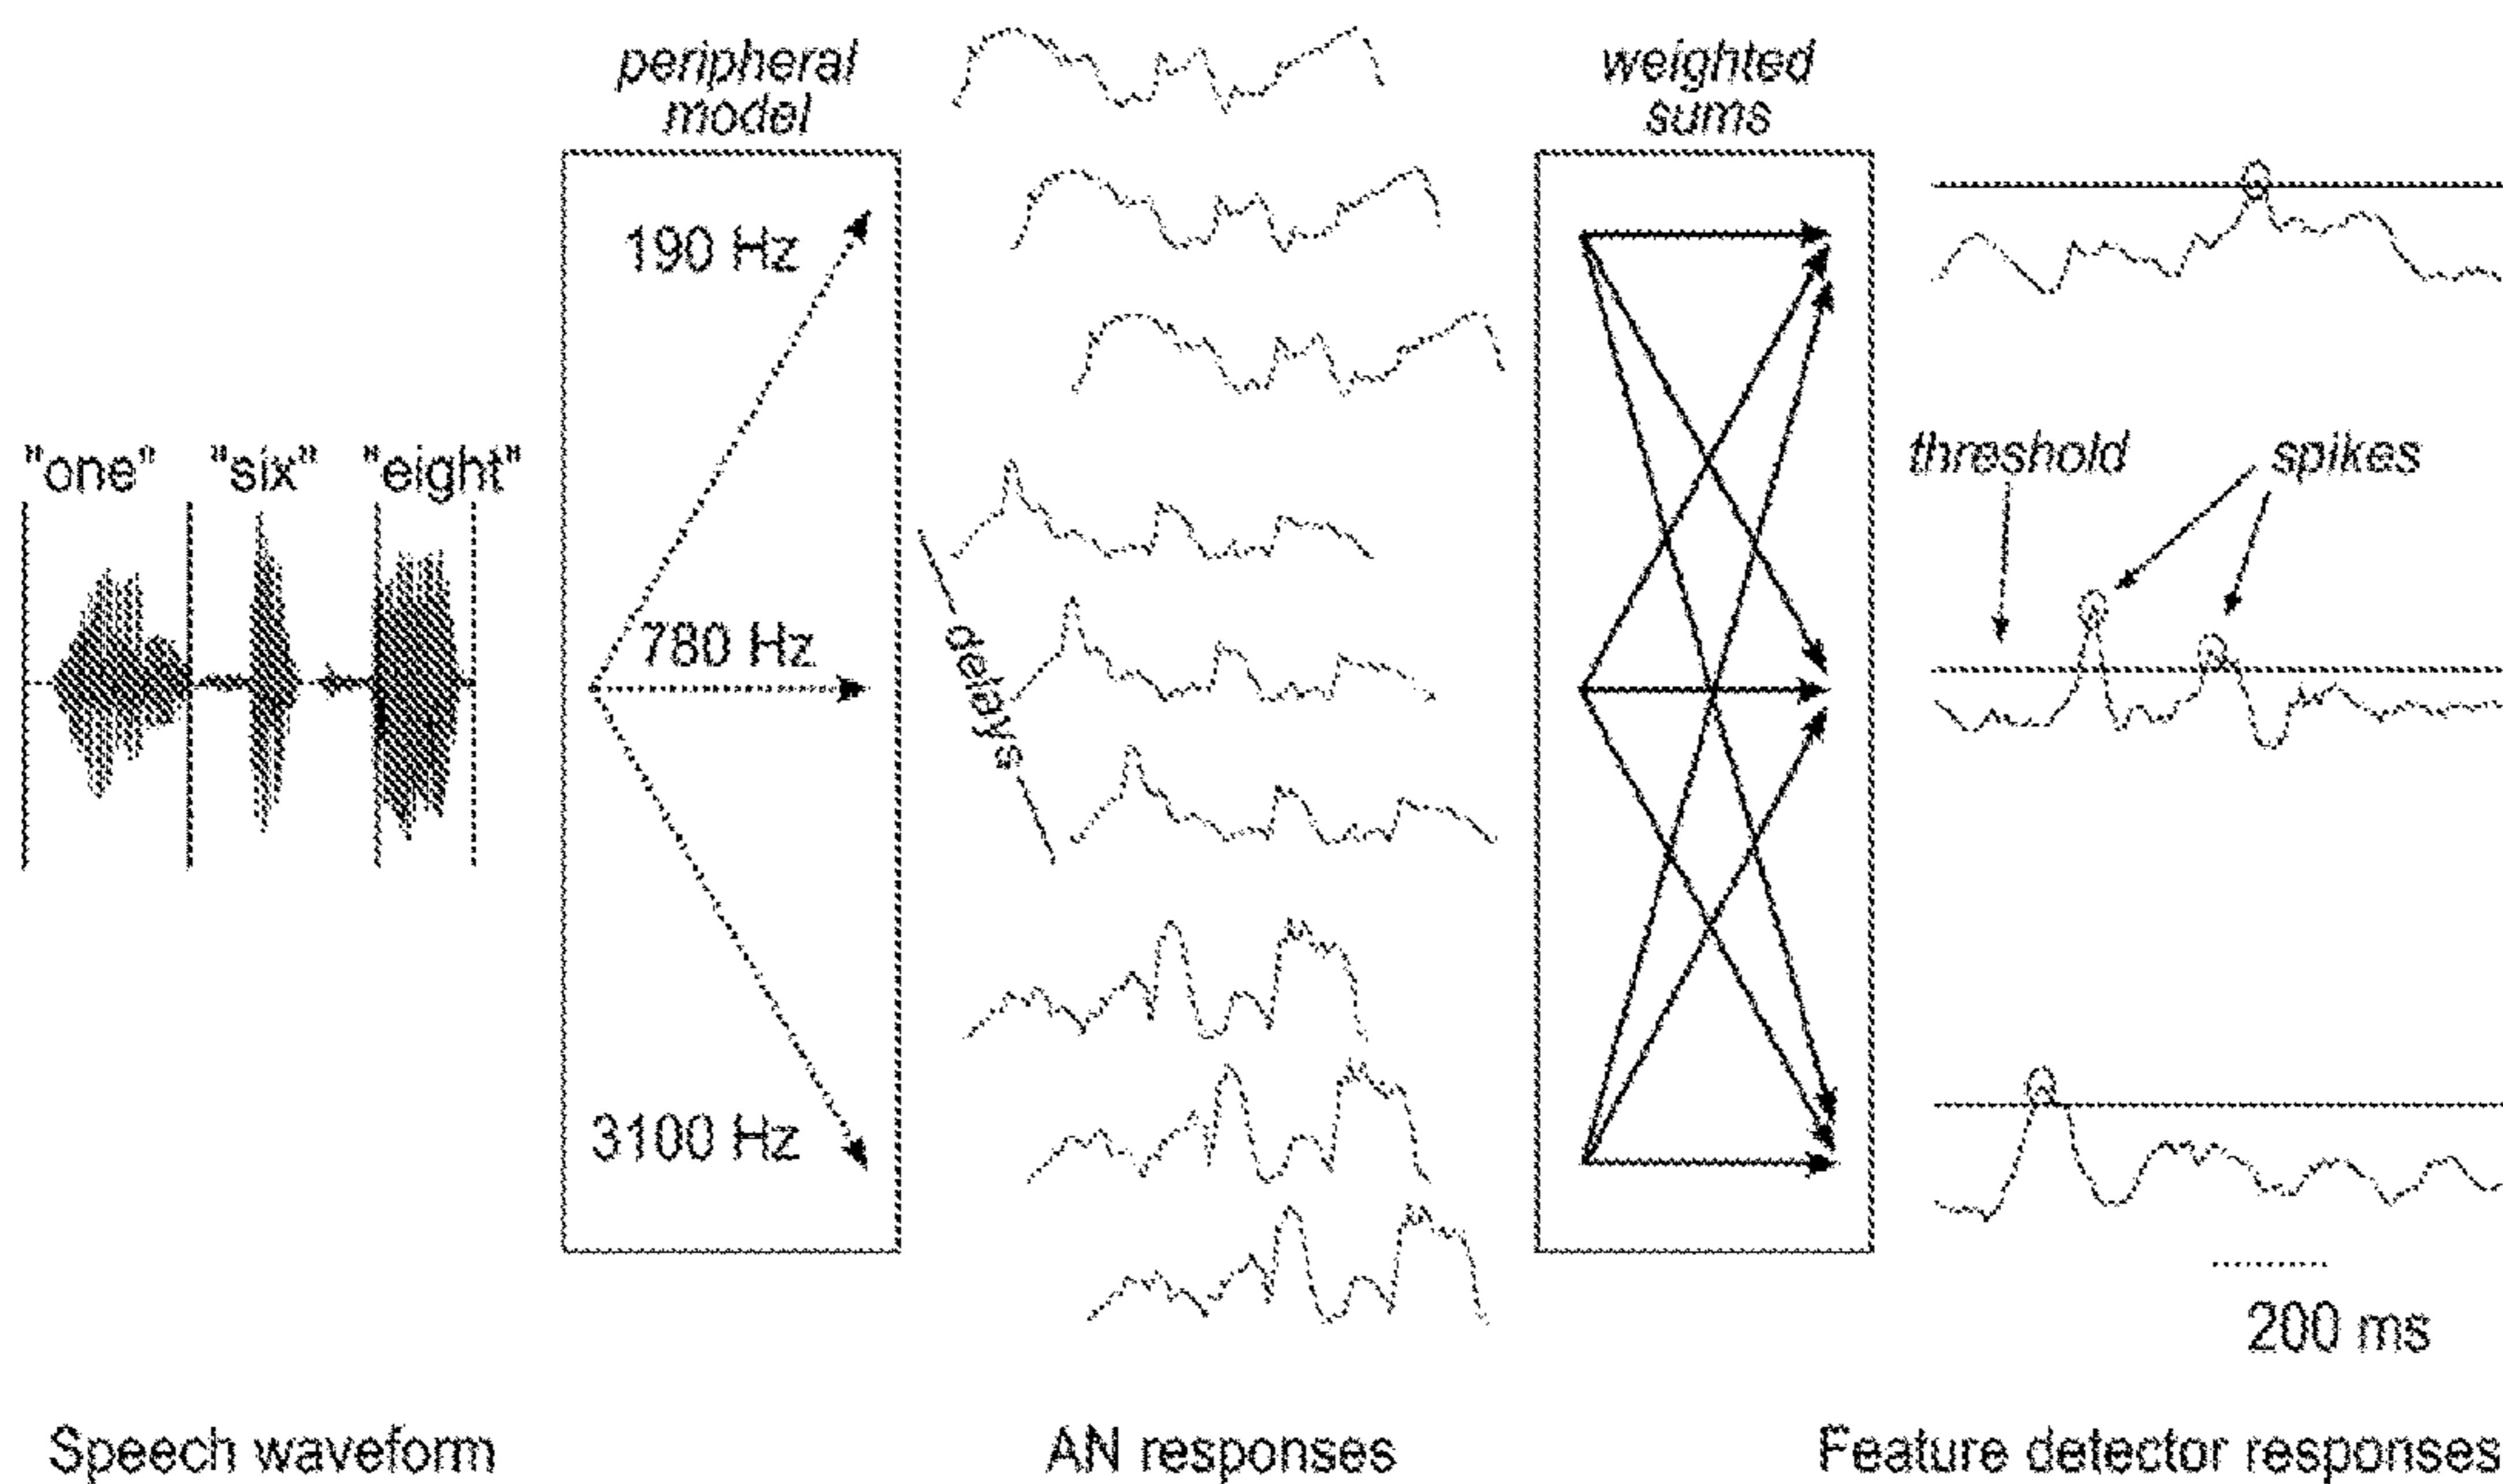 peripheral
model
weighted
sums
190 Hz
"one" "six" "eight"
threshold
spikes
780 Hz
delays
3100 Hz
200 ms
Speech waveform
AN responses
Feature detector responses